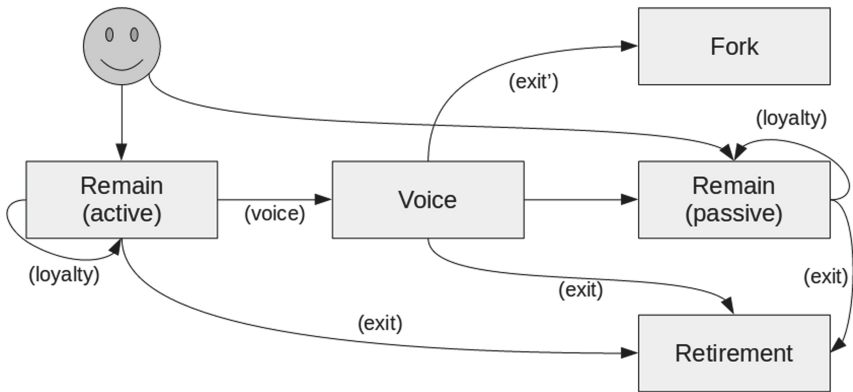 Fork
(exit’)
(loyalty)
Remain
(active)
(voice)
Voice
Remain
(passive)
(loyalty)
(exit)
(exit)
(exit)
Retirement